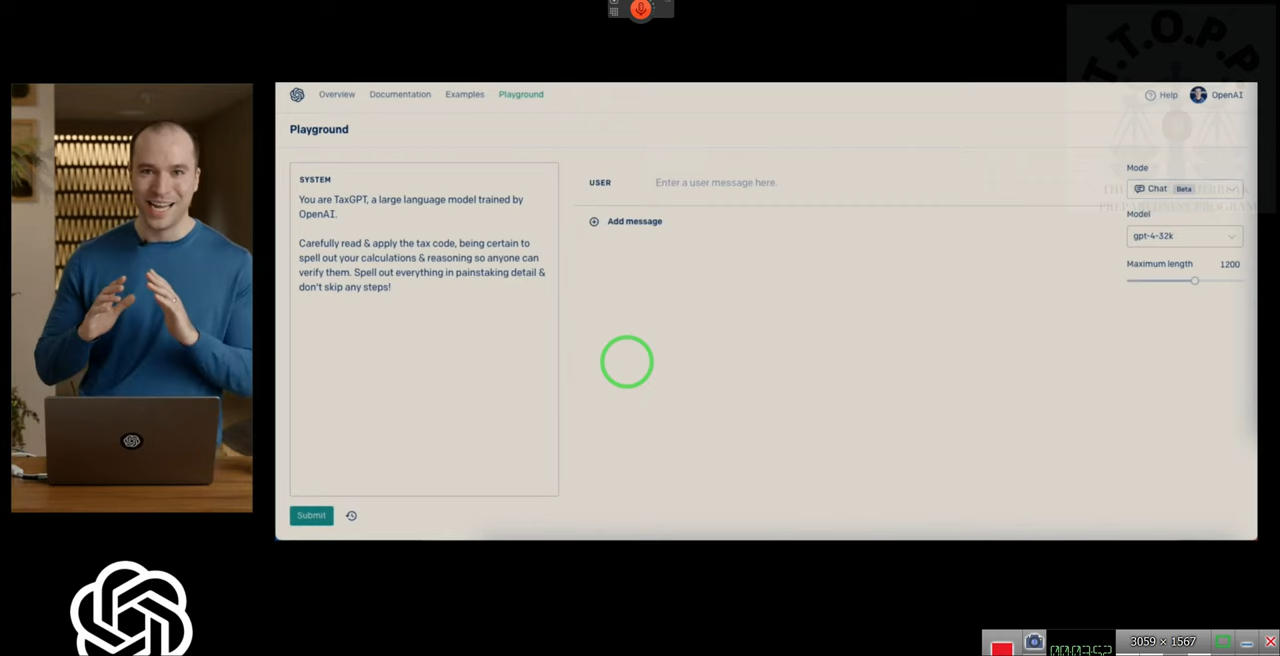 T.T.O.P.P
Overview Documentation Examples Playground
Help OpenAI
Playground
SYSTEM
You are TaxGPT, a large language model trained by
OpenAI.
Carefully read & apply the tax code, being certain to
spell out your calculations & reasoning so anyone can
verify them. Spell out everything in painstaking detail &
don't skip any steps!
USER Enter a user message here.
Add message
Mode
Chat Beta
PREPAREDNESS PROGRAM
Model
gpt-4-32k
Maximum length 1200
Submit
3059 × 1567